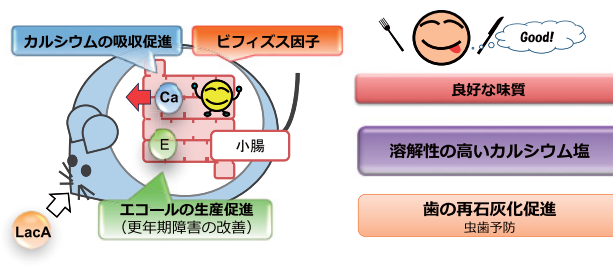 カルシウムの吸収促進
ビフィズス因子
Ca
E
小腸
エコールの生産促進
(更年期障害の改善)
LacA
Good!
良好な味質
溶解性の高いカルシウム塩
歯の再石灰化促進
虫歯予防